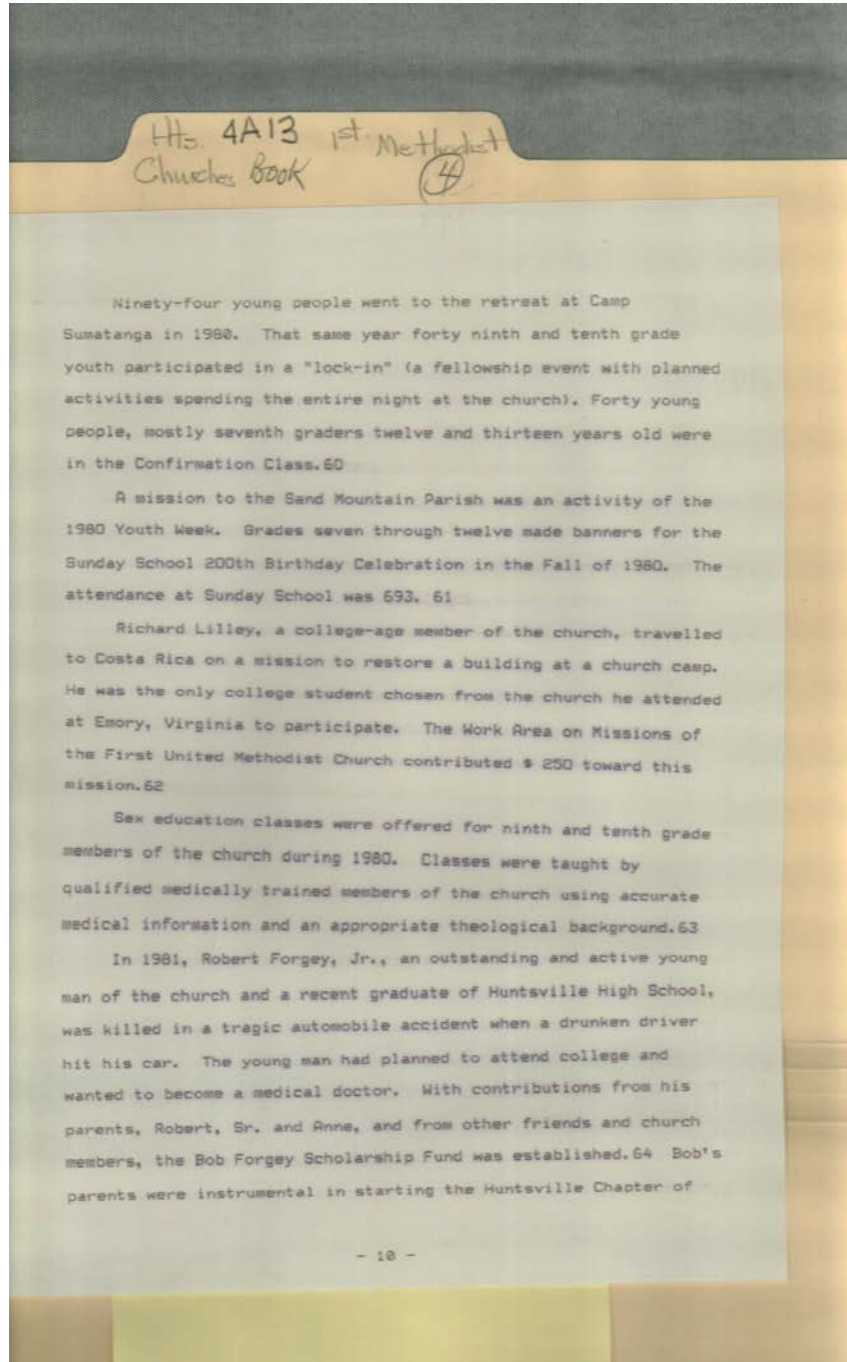 Hts. 4A13 1st. Methodist
Churches Book 4
Ninety-four young people went to the retreat at Camp
Sumatanga in 1980. That same year forty ninth and tenth grade
youth participated in a "lock-in" (a fellowship event with planned
activities spending the entire night at the church). Forty young
people, mostly seventh graders twelve and thirteen years old were
in the Confirmation Class.60
A mission to the Sand Mountain Parish was an activity of the
1980 Youth Week. Grades seven through twelve made banners for the
Sunday School 200th Birthday Celebration in the Fall of 1980. The
attendance at Sunday School was 693. 61
Richard Lilley, a college-age member of the church, travelled
to Costa Rica on a mission to restore a building at a church camp.
He was the only college student chosen from the church he attended
at Emory, Virginia to participate. The Work Area on Missions of
the First United Methodist Church contributed $ 250 toward this
mission.62
Sex education classes were offered for ninth and tenth grade
members of the church during 1980. Classes were taught by
qualified medically trained members of the church using accurate
medical information and an appropriate theological background.63
In 1981, Robert Forgey, Jr., an outstanding and active young
man of the church and a recent graduate of Huntsville High School,
was killed in a tragic automobile accident when a drunken driver
hit his car. The young man had planned to attend college and
wanted to become a medical doctor. With contributions from his
parents, Robert, Sr. and Anne, and from other friends and church
members, the Bob Forgey Scholarship Fund was established.64 Bob's
parents were instrumental in starting the Huntsville Chapter of
- 10 -